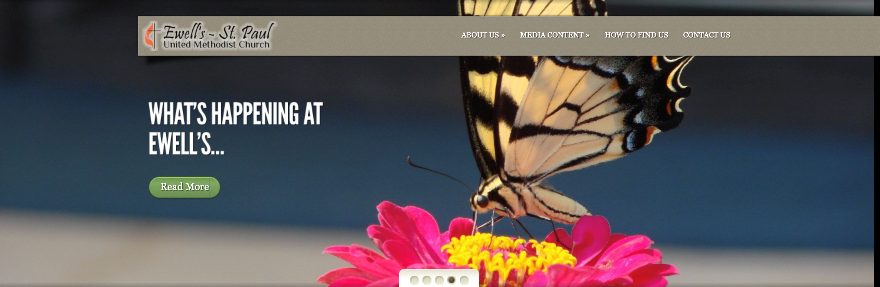 Ewell's ~ St. Paul
United Methodist Church
ABOUT US » MEDIA CONTENT » HOW TO FIND US CONTACT US
WHAT'S HAPPENING AT
EWELL'S...
Read More